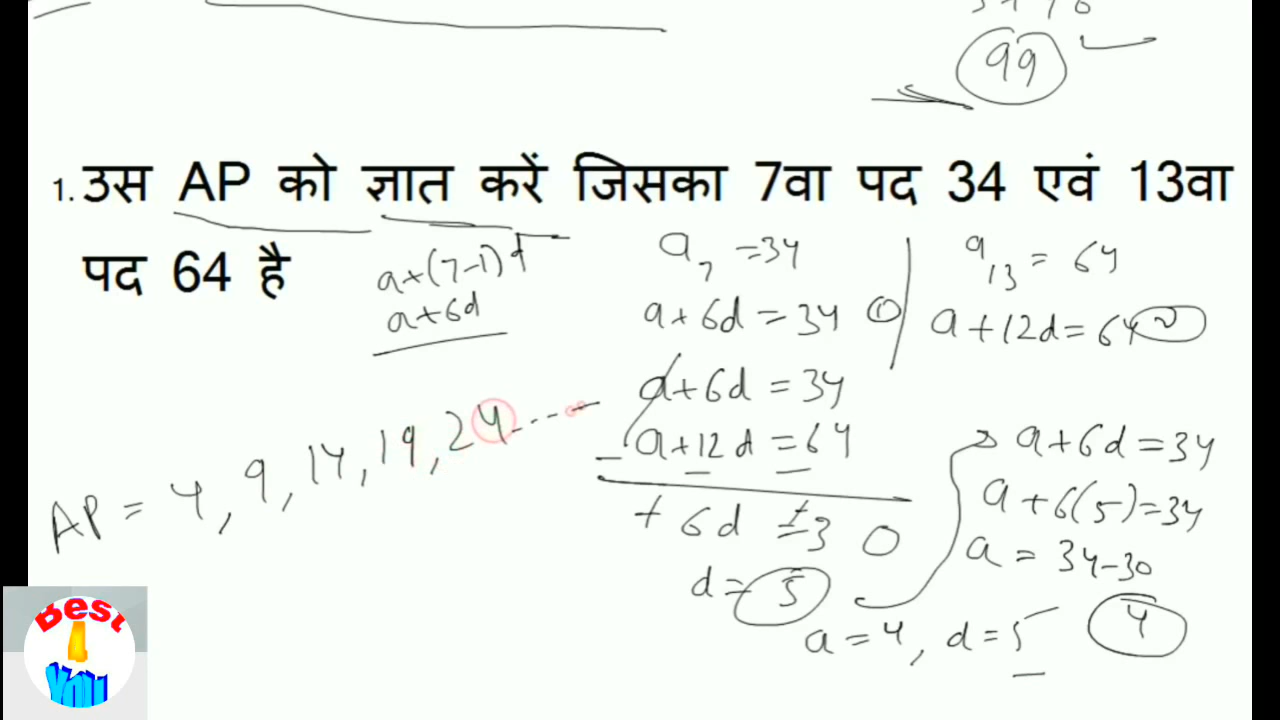 99
1. उस AP को ज्ञात करें जिसका 7वा पद 34 एवं 13वा
पद 64 है
a+(7-1)d
a+6d
a7 =34
a+6d=34 ①
a13 = 64
a+12d=64 2
a+6d=34
-a+12d=64
+6d=+30
d=5
a+6d=34
a+6(5)=34
a=34-30
4
a=4, d=5
AP = 4, 9, 14, 19, 24.....
Best
4
You